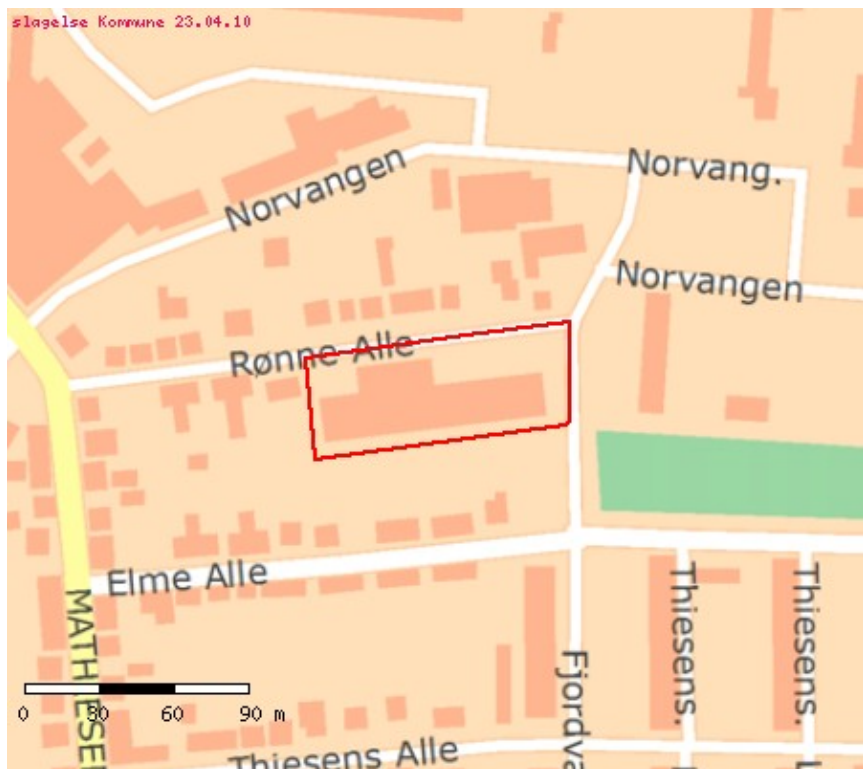 slagelse Kommune 23.04.10
Norvangen
Norvang.
Norvangen
Rønne Alle
Elme Alle
MATHIESEN
Thiesens.
Thiesens.
Fjordva
0 30 60 90 m
Thiesens Alle